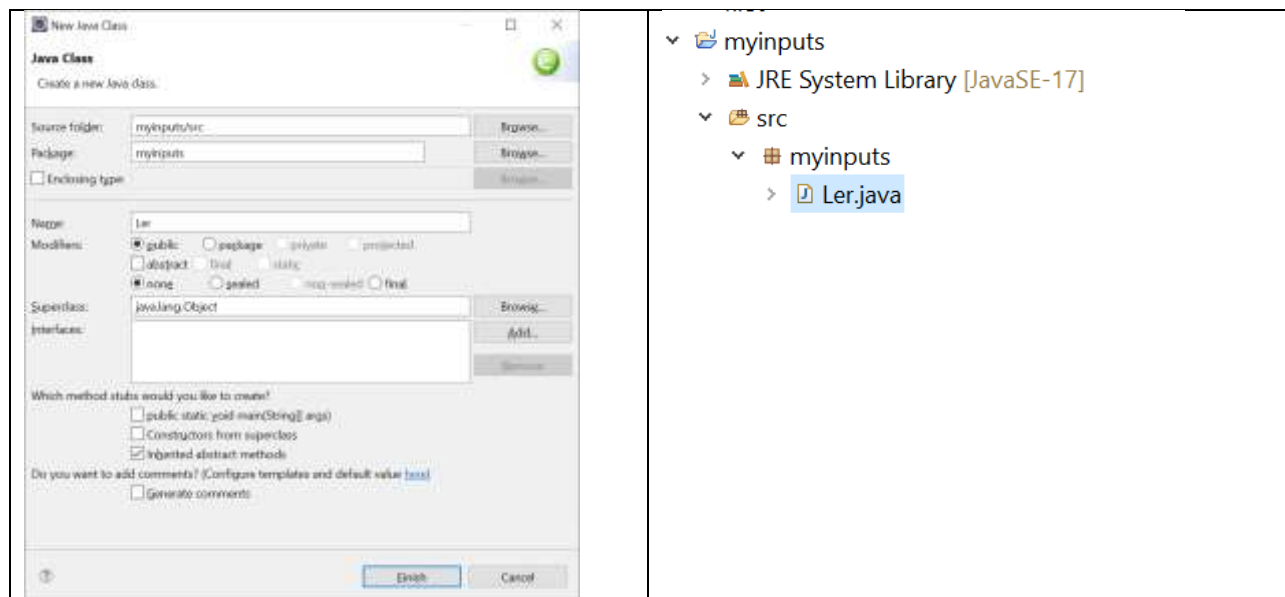 New Java Class
Java Class
Create a new Java class.
Source folder: myinputs/src Browse...
Package: myinputs Browse...
Enclosing type: Browse...
Name: Ler
Modifiers: public package private protected
abstract final static
none sealed non-sealed final
Superclass: java.lang.Object Browse...
Interfaces: Add...
Remove
Which method stubs would you like to create?
public static void main(String[] args)
Constructors from superclass
Inherited abstract methods
Do you want to add comments? (Configure templates and default value here)
Generate comments
Finish Cancel
myinputs
JRE System Library [JavaSE-17]
src
myinputs
Ler.java